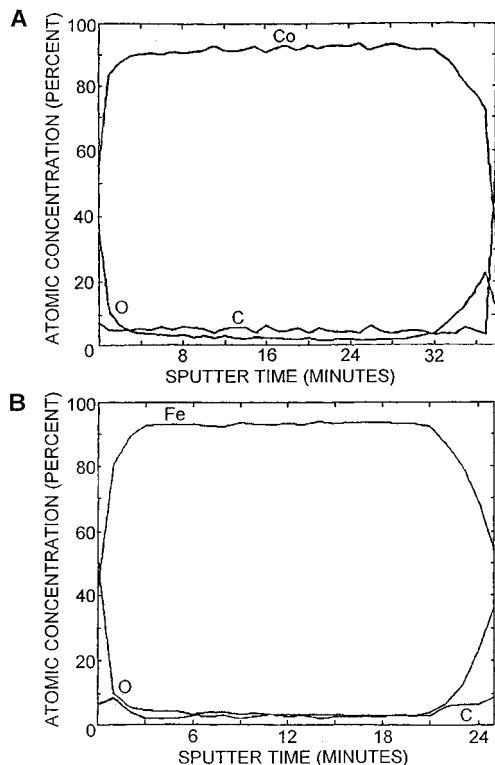 A
ATOMIC CONCENTRATION (PERCENT)
100
80
60
40
20
0
Co
O
C
8 16 24 32
SPUTTER TIME (MINUTES)
B
ATOMIC CONCENTRATION (PERCENT)
100
80
60
40
20
0
Fe
O
C
0 6 12 18 24
SPUTTER TIME (MINUTES)